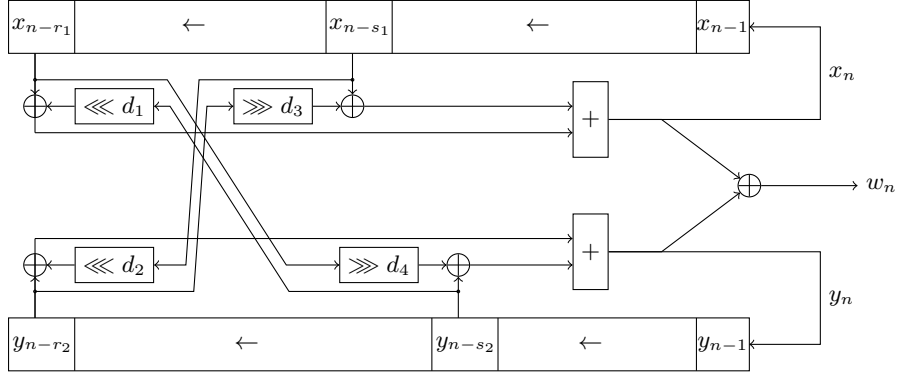 x_{n−r_1} ← x_{n−s_1} ← x_{n−1}
x_n
⋘ d_1 ⋙ d_3
+
w_n
+
⋘ d_2 ⋙ d_4
y_n
y_{n−r_2} ← y_{n−s_2} ← y_{n−1}